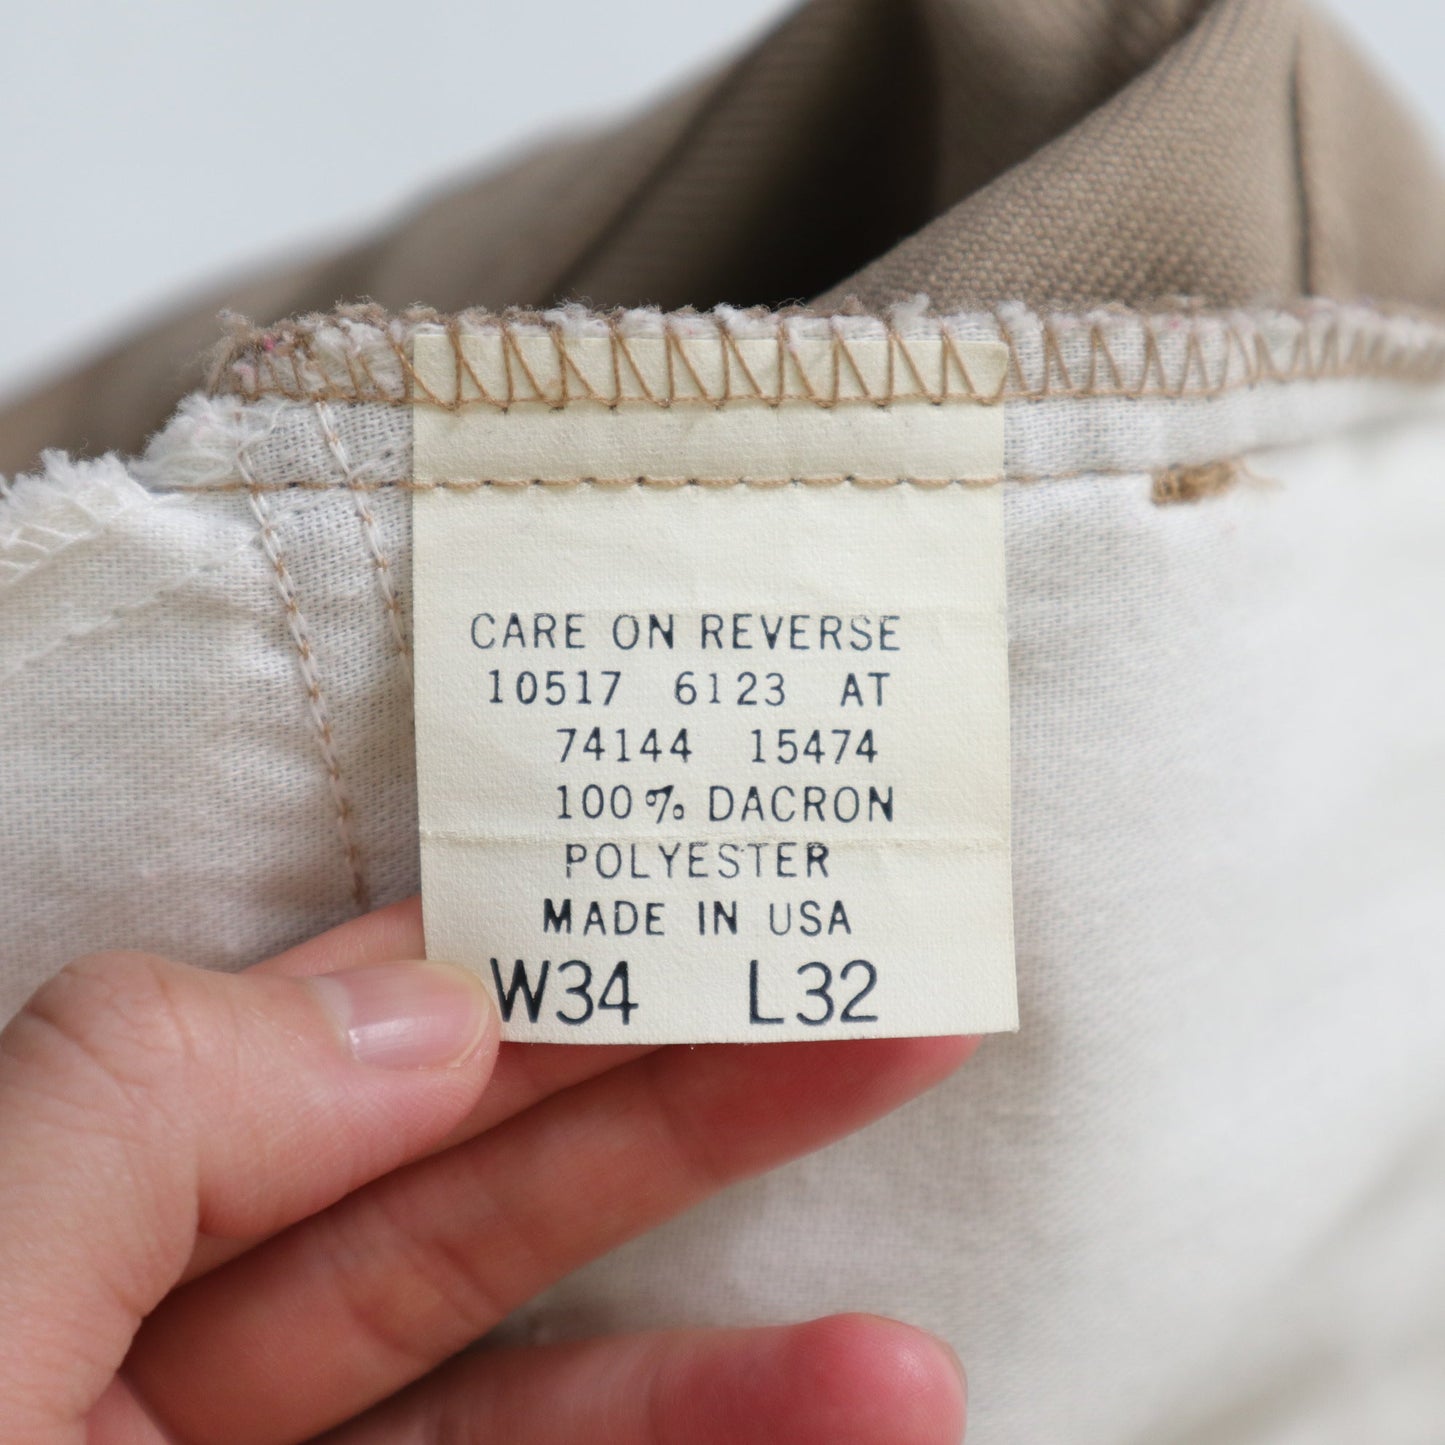 CARE ON REVERSE
10517 6123 AT
74144 15474
100% DACRON
POLYESTER
MADE IN USA
W34 L32